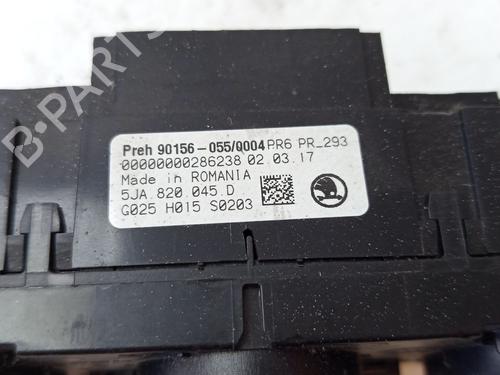 Preh 90156-055/0004 PR6 PR_293
00000000286238 02.03.17
Made in ROMANIA
5JA.820.045.D
G025 H015 S0203
B-PARTS